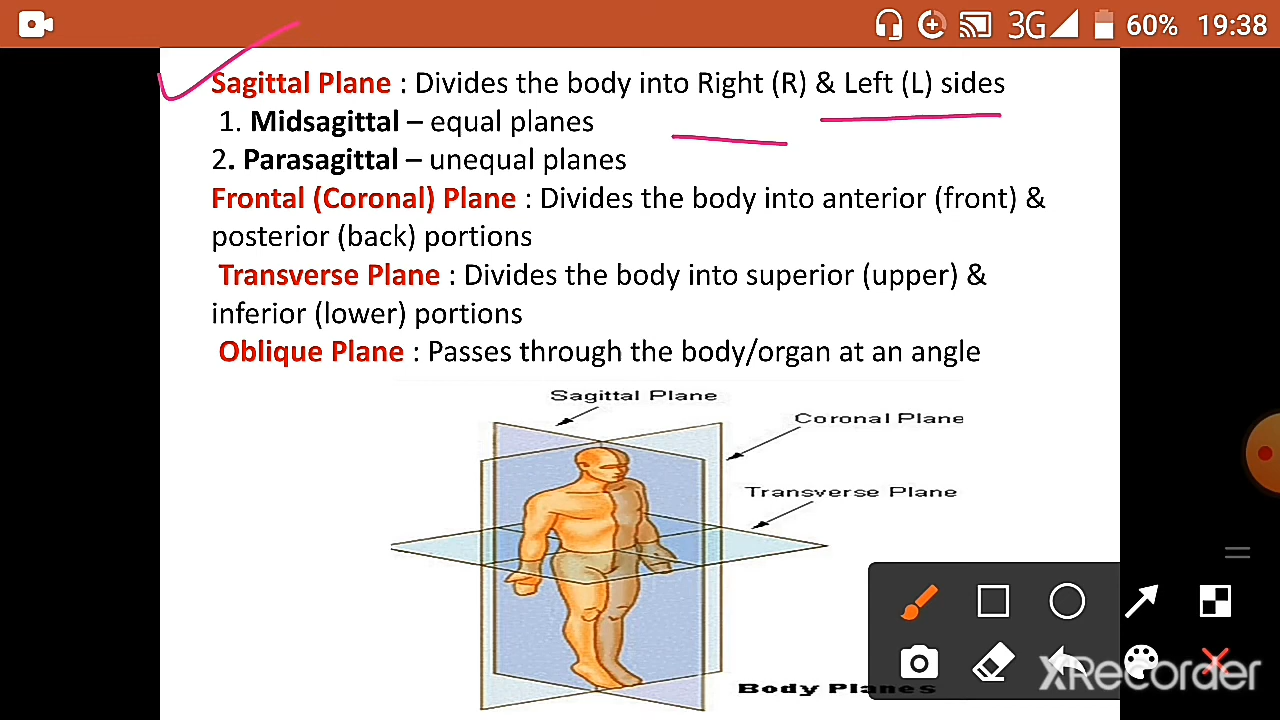 3G 60% 19:38
Sagittal Plane : Divides the body into Right (R) & Left (L) sides
1. Midsagittal – equal planes
2. Parasagittal – unequal planes
Frontal (Coronal) Plane : Divides the body into anterior (front) &
posterior (back) portions
Transverse Plane : Divides the body into superior (upper) &
inferior (lower) portions
Oblique Plane : Passes through the body/organ at an angle
Sagittal Plane
Coronal Plane
Transverse Plane
Body Planes
XRecorder